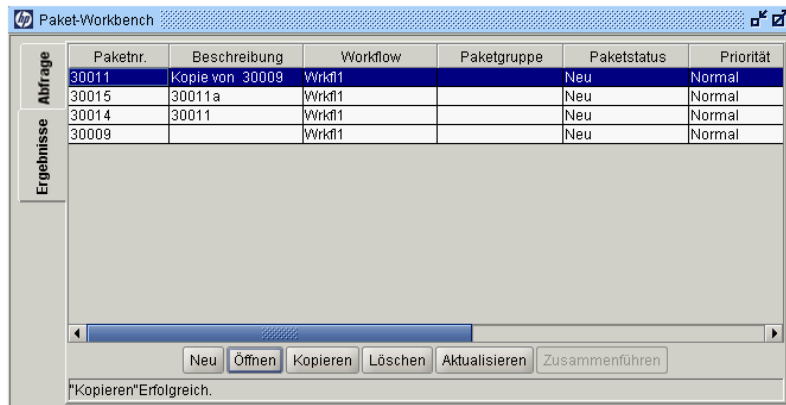 hp Paket-Workbench
Abfrage
Ergebnisse
Paketnr. Beschreibung Workflow Paketgruppe Paketstatus Priorität
30011 Kopie von 30009 Wrkfl1 Neu Normal
30015 30011a Wrkfl1 Neu Normal
30014 30011 Wrkfl1 Neu Normal
30009 Wrkfl1 Neu Normal
Neu Öffnen Kopieren Löschen Aktualisieren Zusammenführen
"Kopieren"Erfolgreich.